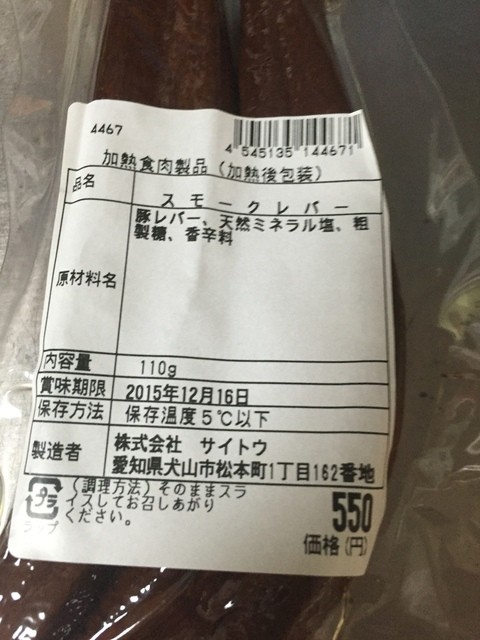 4467
4 545135 144671
加熱食肉製品（加熱後包装）
品名 スモークレバー
原材料名 豚レバー、天然ミネラル塩、粗
製糖、香辛料
内容量 110g
賞味期限 2015年12月16日
保存方法 保存温度5℃以下
製造者 株式会社 サイトウ
愛知県犬山市松本町1丁目162番地
プラ
ラップ
（調理方法）そのままスラ
イスしてお召しあがり
ください。
550
価格(円)